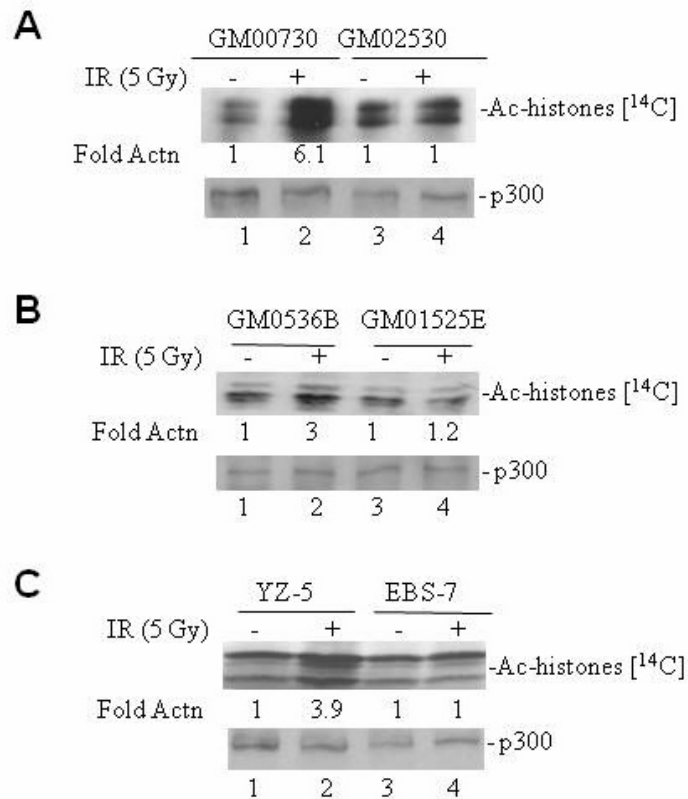 A
GM00730 GM02530
IR (5 Gy) - + - +
-Ac-histones [¹⁴C]
Fold Actn 1 6.1 1 1
-p300
1 2 3 4
B
GM0536B GM01525E
IR (5 Gy) - + - +
-Ac-histones [¹⁴C]
Fold Actn 1 3 1 1.2
-p300
1 2 3 4
C
YZ-5 EBS-7
IR (5 Gy) - + - +
-Ac-histones [¹⁴C]
Fold Actn 1 3.9 1 1
-p300
1 2 3 4